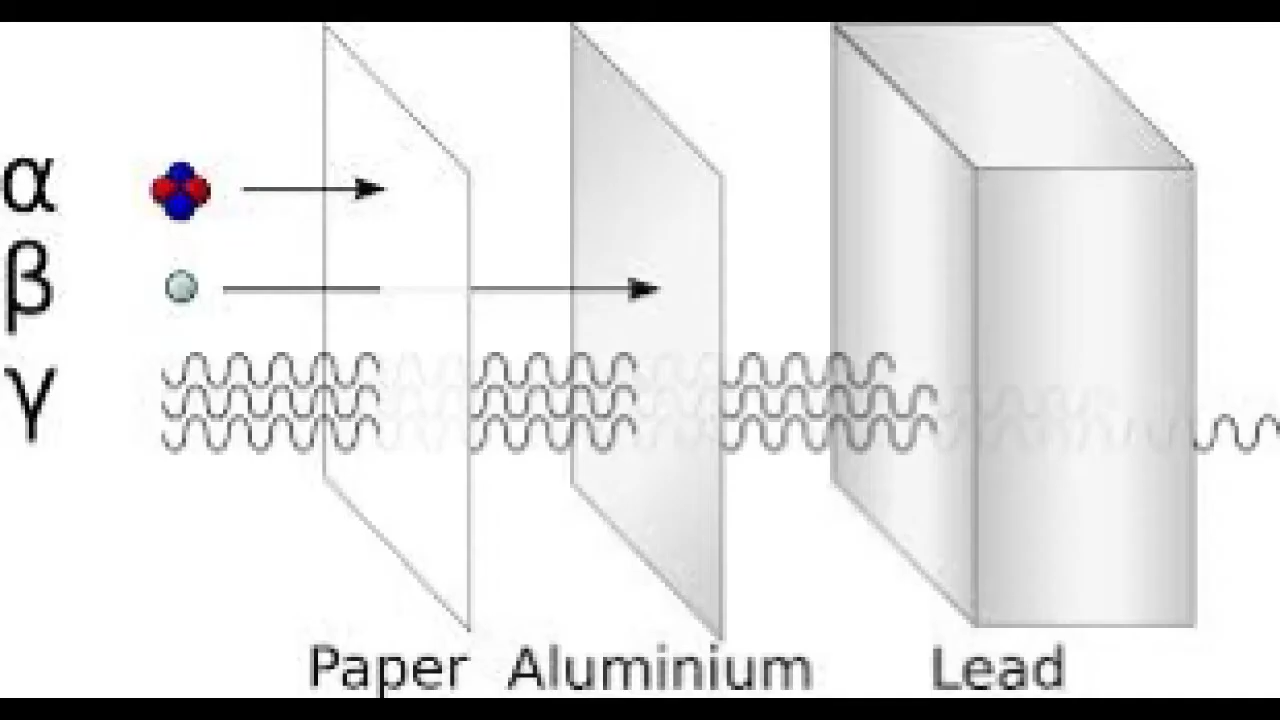 α
β
γ
Paper Aluminium Lead